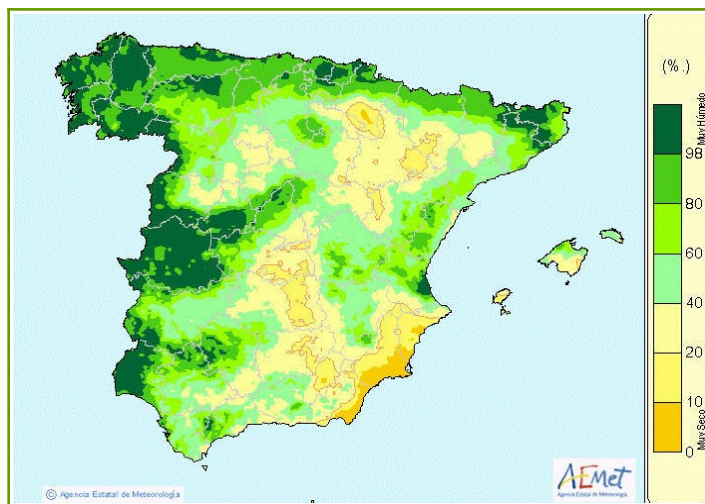 (%.)
Muy Húmedo
98
80
60
40
20
10
Muy Seco
0
© Agencia Estatal de Meteorología
AEMet
Agencia Estatal de Meteorología